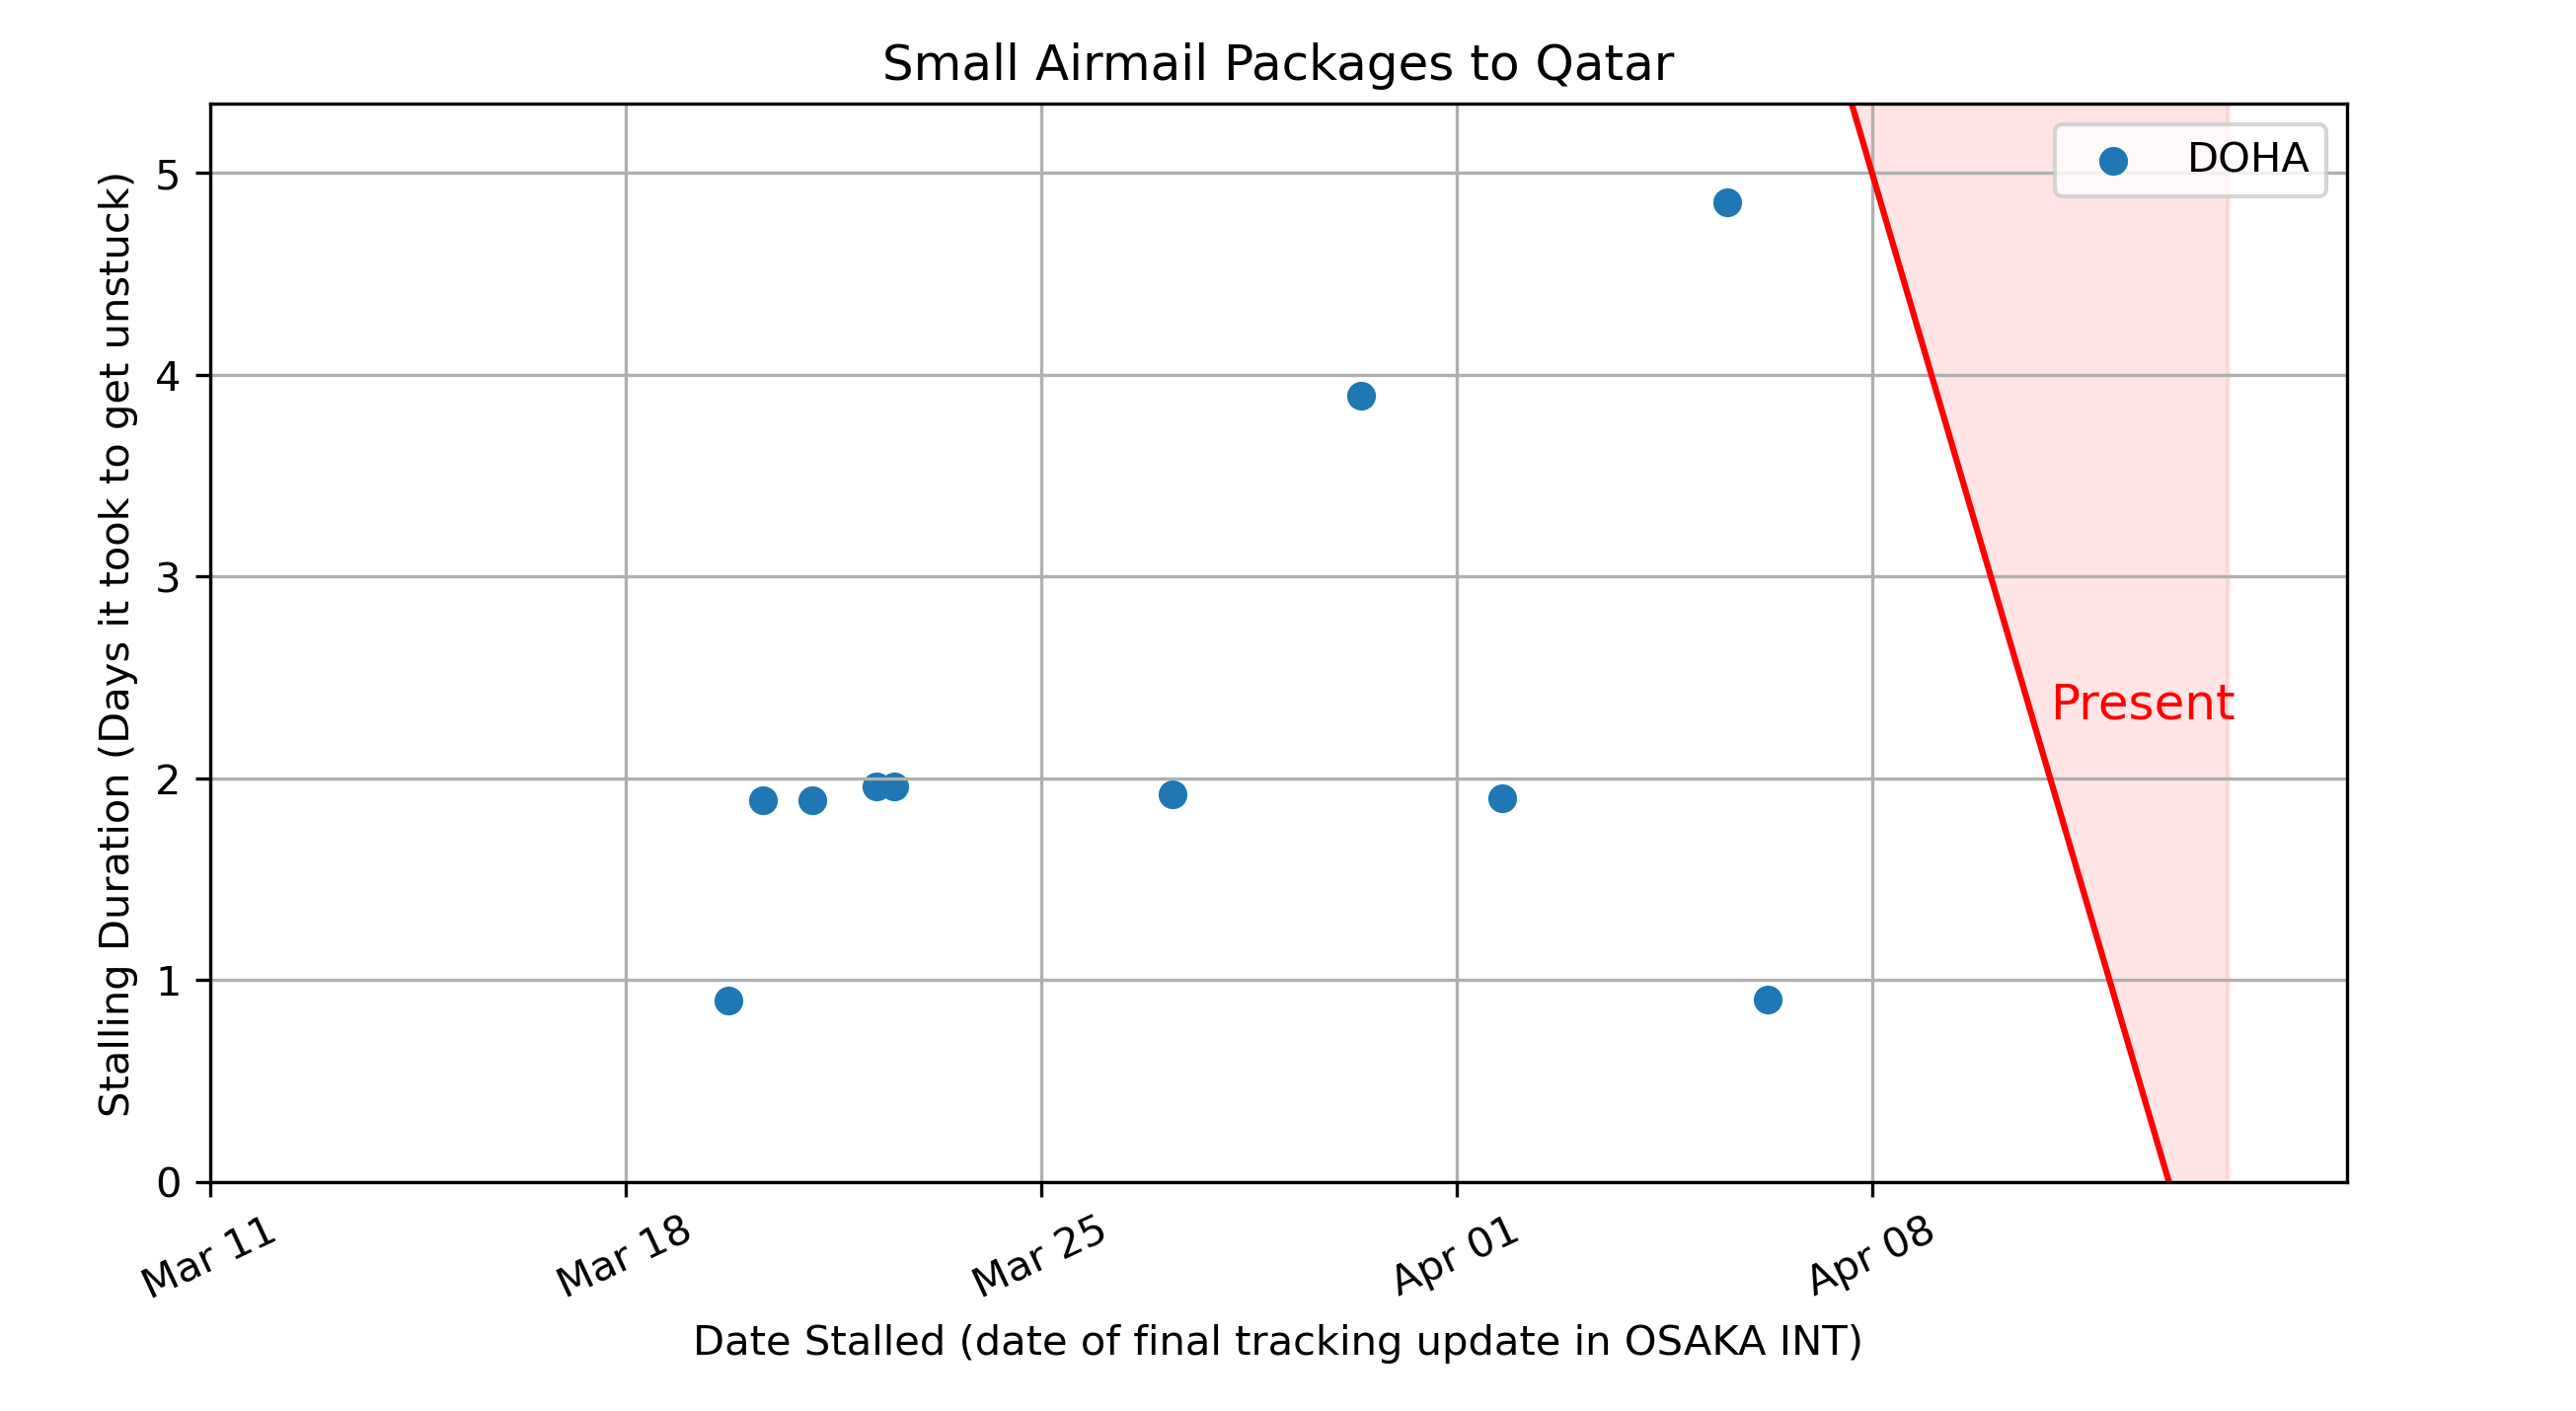 Small Airmail Packages to Qatar
DOHA
Present
Stalling Duration (Days it took to get unstuck)
5
4
3
2
1
0
Mar 11
Mar 18
Mar 25
Apr 01
Apr 08
Date Stalled (date of final tracking update in OSAKA INT)